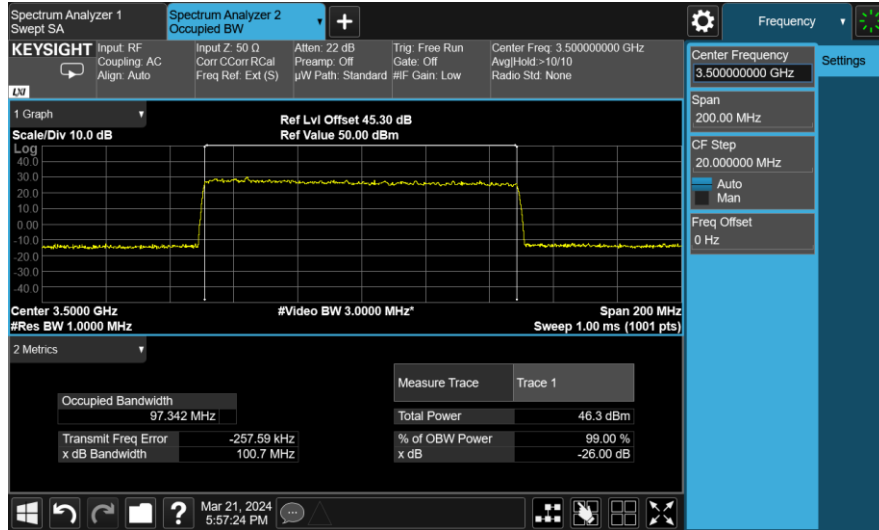 Spectrum Analyzer 1
Swept SA
Spectrum Analyzer 2
Occupied BW
Frequency
KEYSIGHT
Input: RF
Coupling: AC
Align: Auto
LXI
Input Z: 50 Ω
Corr CCorr RCal
Freq Ref: Ext (S)
Atten: 22 dB
Preamp: Off
µW Path: Standard
Trig: Free Run
Gate: Off
#IF Gain: Low
Center Freq: 3.500000000 GHz
Avg|Hold:>10/10
Radio Std: None
Center Frequency
3.500000000 GHz
Settings
Span
200.00 MHz
CF Step
20.000000 MHz
Auto
Man
Freq Offset
0 Hz
1 Graph
Scale/Div 10.0 dB
Ref Lvl Offset 45.30 dB
Ref Value 50.00 dBm
Log
40.0
30.0
20.0
10.0
0.00
-10.0
-20.0
-30.0
-40.0
Center 3.5000 GHz
#Res BW 1.0000 MHz
#Video BW 3.0000 MHz*
Span 200 MHz
Sweep 1.00 ms (1001 pts)
2 Metrics
Measure Trace
Trace 1
Occupied Bandwidth
97.342 MHz
Total Power
46.3 dBm
Transmit Freq Error
-257.59 kHz
% of OBW Power
99.00 %
x dB Bandwidth
100.7 MHz
x dB
-26.00 dB
?
Mar 21, 2024
5:57:24 PM